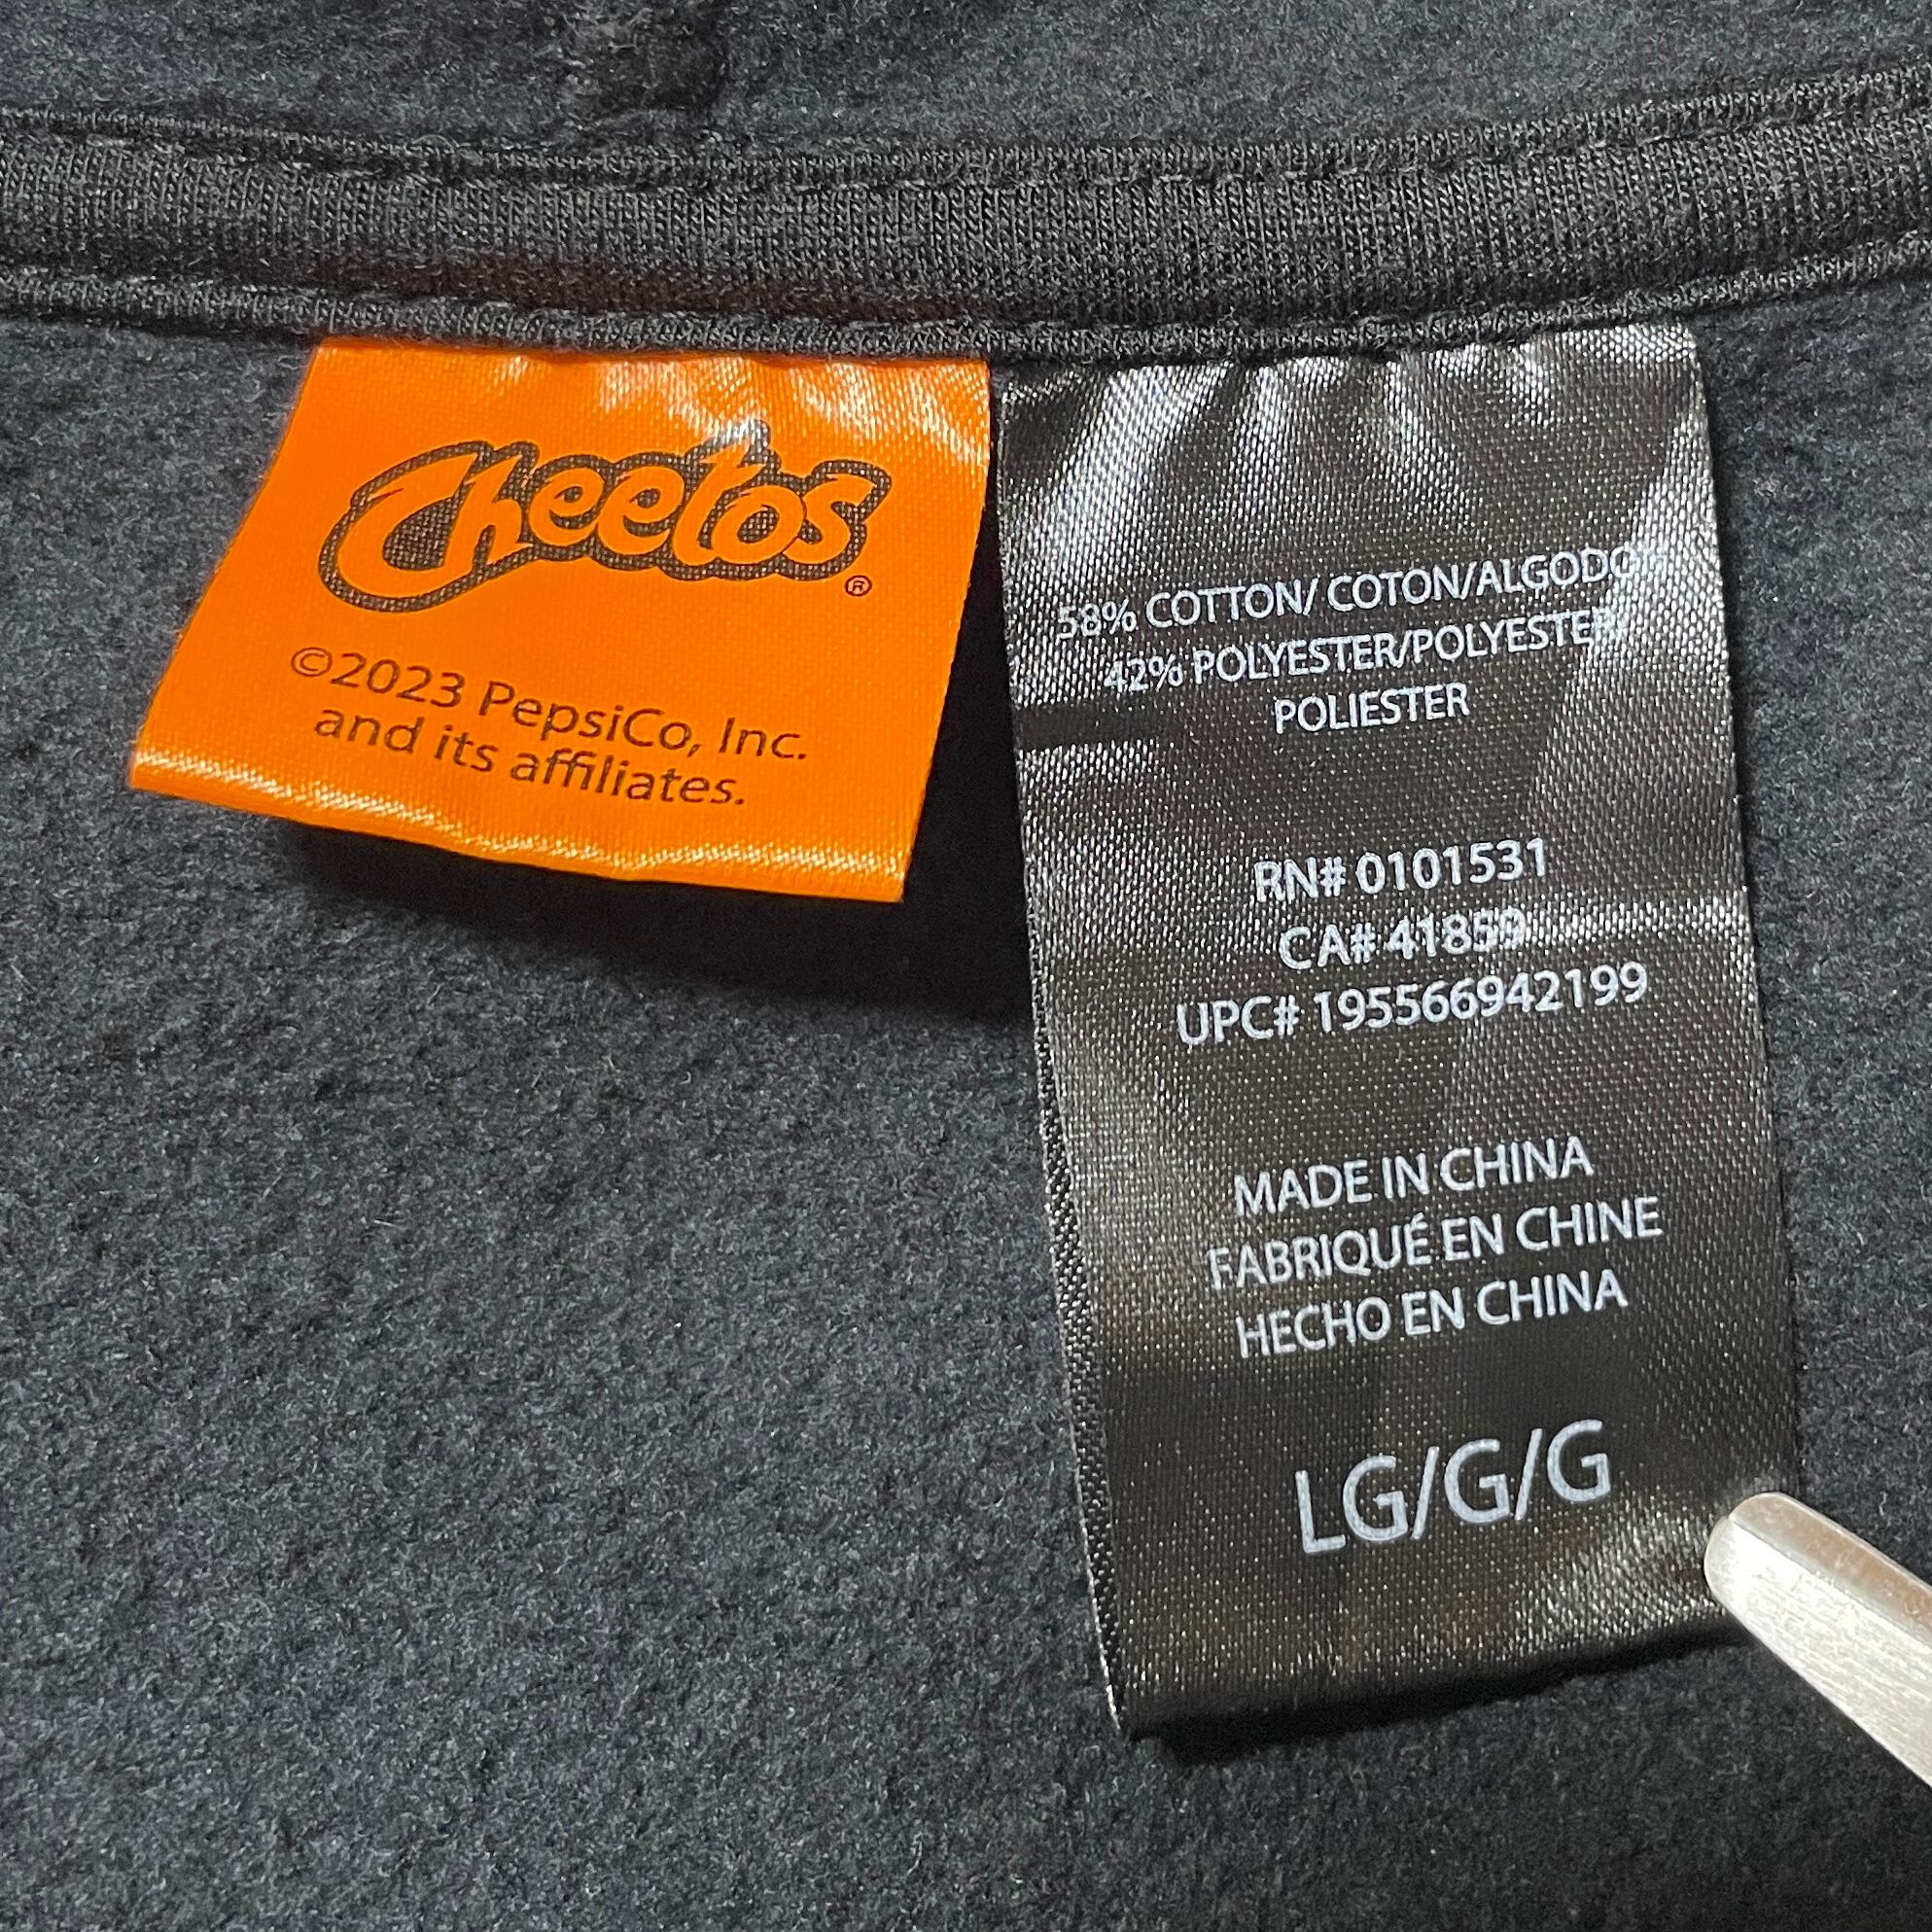 Cheetos®
©2023 PepsiCo, Inc.
and its affiliates.
58% COTTON/ COTON/ALGODON
42% POLYESTER/POLYESTER/
POLIESTER
RN# 0101531
CA# 41859
UPC# 195566942199
MADE IN CHINA
FABRIQUÉ EN CHINE
HECHO EN CHINA
LG/G/G